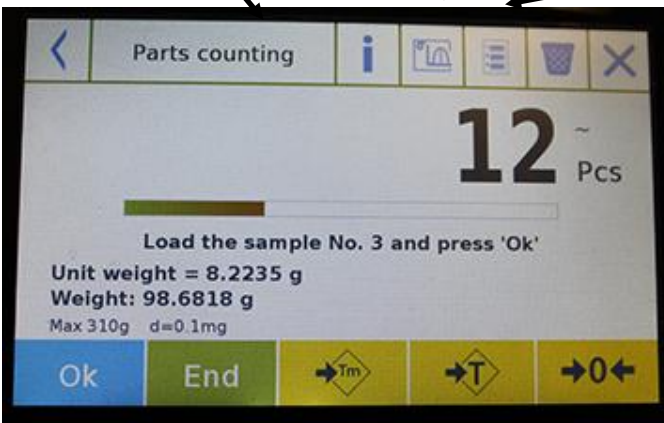 Parts counting
i
12 ~
Pcs
Load the sample No. 3 and press 'Ok'
Unit weight = 8.2235 g
Weight: 98.6818 g
Max 310g d=0.1mg
Ok End Tm T 0